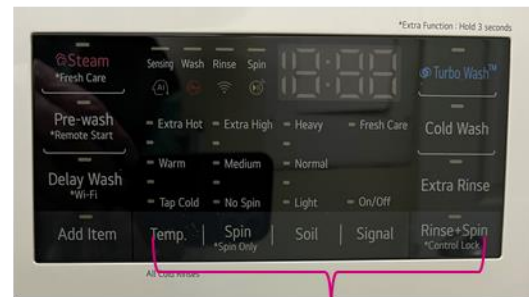 *Extra Function : Hold 3 seconds
Steam
*Fresh Care
Sensing Wash Rinse Spin
AI
Turbo Wash™
Pre-wash
*Remote Start
Extra Hot Extra High Heavy Fresh Care
Cold Wash
Warm Medium Normal
Delay Wash
*Wi-Fi
Extra Rinse
Tap Cold No Spin Light On/Off
Add Item
Temp. | Spin | Soil | Signal
*Spin Only
Rinse+Spin
*Control Lock
All Cold Rinses